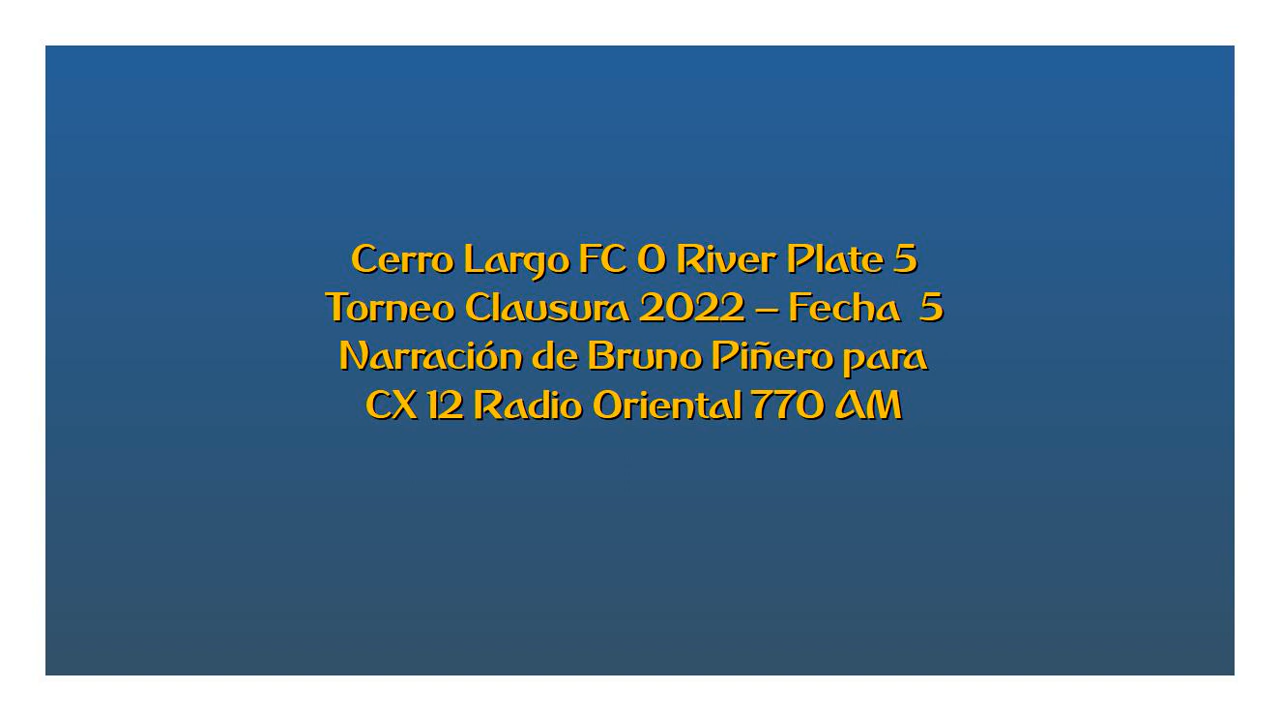 Cerro Largo FC 0 River Plate 5
Torneo Clausura 2022 – Fecha  5
Narración de Bruno Piñero para
CX 12 Radio Oriental 770 AM